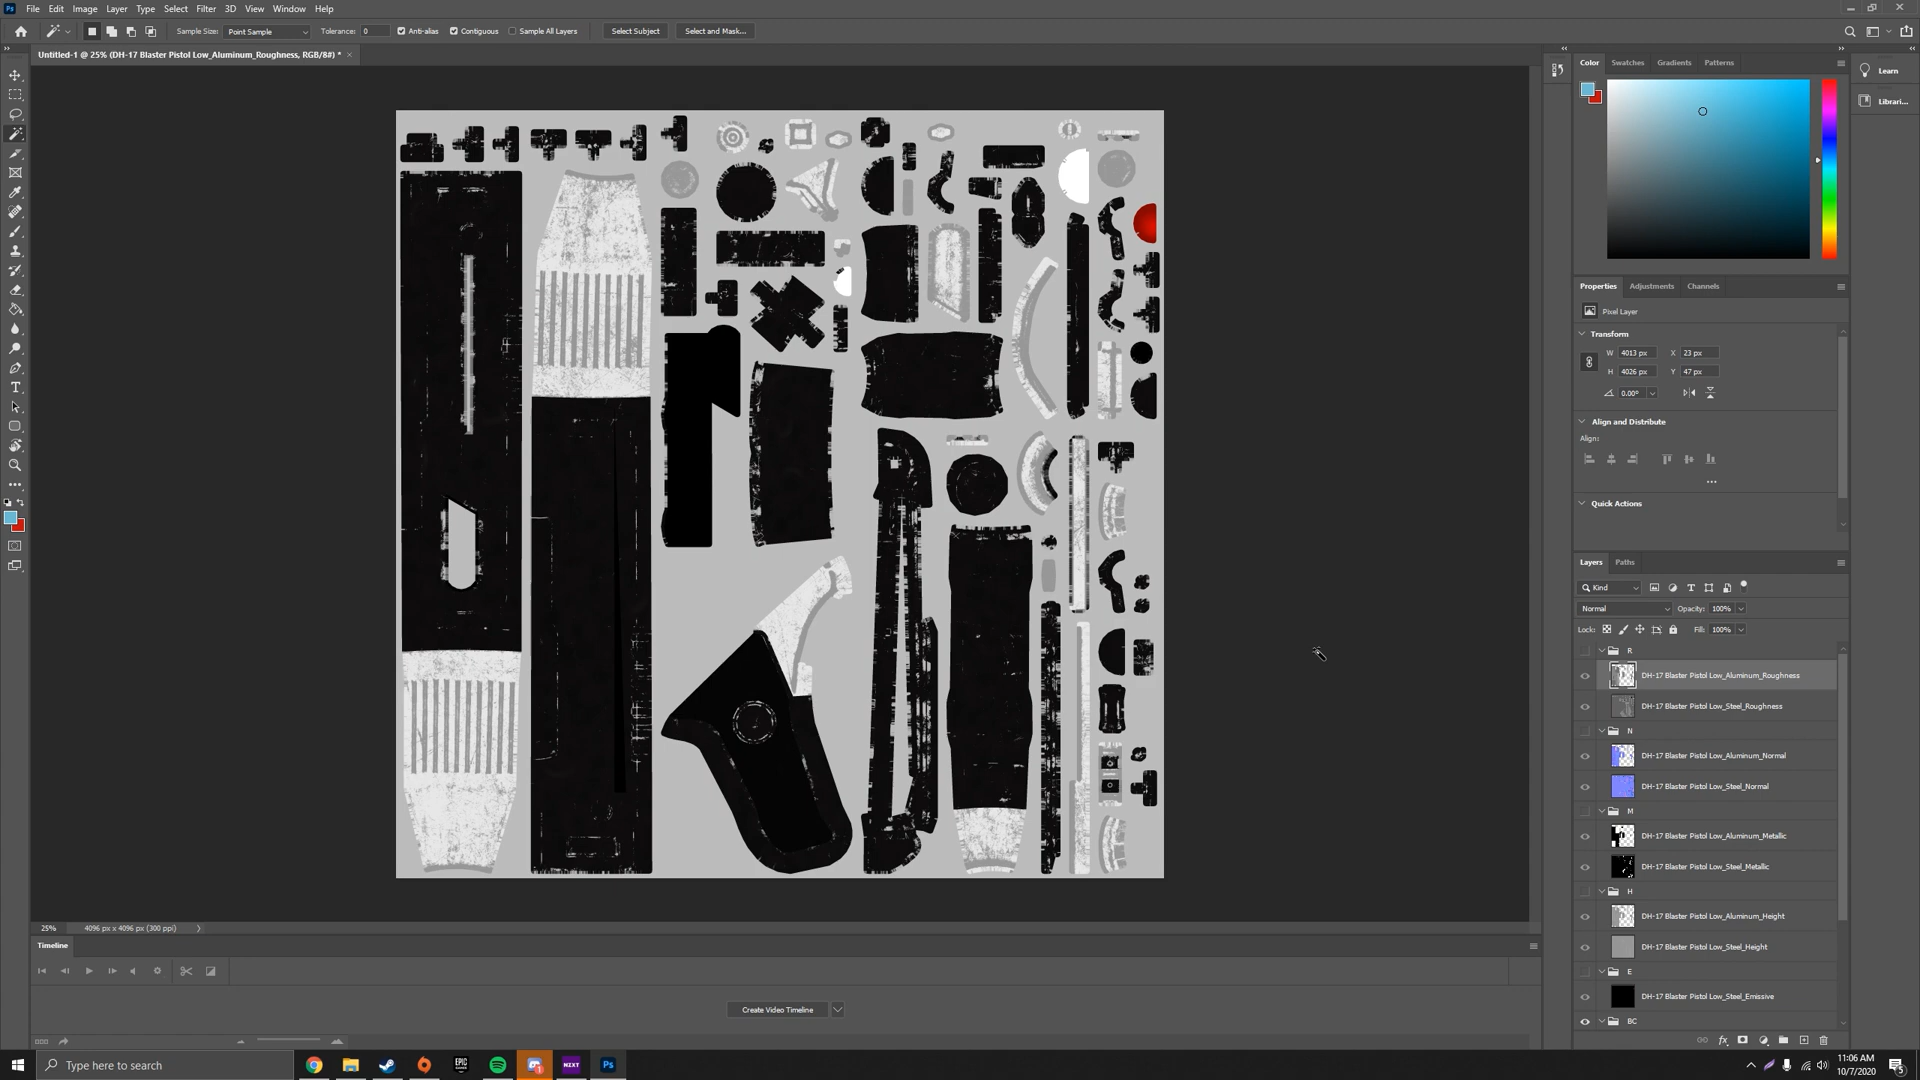 File Edit Image Layer Type Select Filter 3D View Window Help
Sample Size: Point Sample Tolerance: 0 Anti-alias Contiguous Sample All Layers Select Subject Select and Mask...
Untitled-1 @ 25% (DH-17 Blaster Pistol Low_Aluminum_Roughness, RGB/8#) *
Color Swatches Gradients Patterns
Learn
Librari...
Properties Adjustments Channels
Pixel Layer
Transform
W 4013 px X 23 px
H 4026 px Y 47 px
0.00°
Align and Distribute
Align:
Quick Actions
Layers Paths
Kind
Normal Opacity: 100%
Lock: Fill: 100%
R
DH-17 Blaster Pistol Low_Aluminum_Roughness
DH-17 Blaster Pistol Low_Steel_Roughness
N
DH-17 Blaster Pistol Low_Aluminum_Normal
DH-17 Blaster Pistol Low_Steel_Normal
M
DH-17 Blaster Pistol Low_Aluminum_Metallic
DH-17 Blaster Pistol Low_Steel_Metallic
H
DH-17 Blaster Pistol Low_Aluminum_Height
DH-17 Blaster Pistol Low_Steel_Height
E
DH-17 Blaster Pistol Low_Steel_Emissive
BC
25% 4096 px x 4096 px (300 ppi)
Timeline
Create Video Timeline
Type here to search
EPIC
NZXT
Ps
11:06 AM
10/7/2020